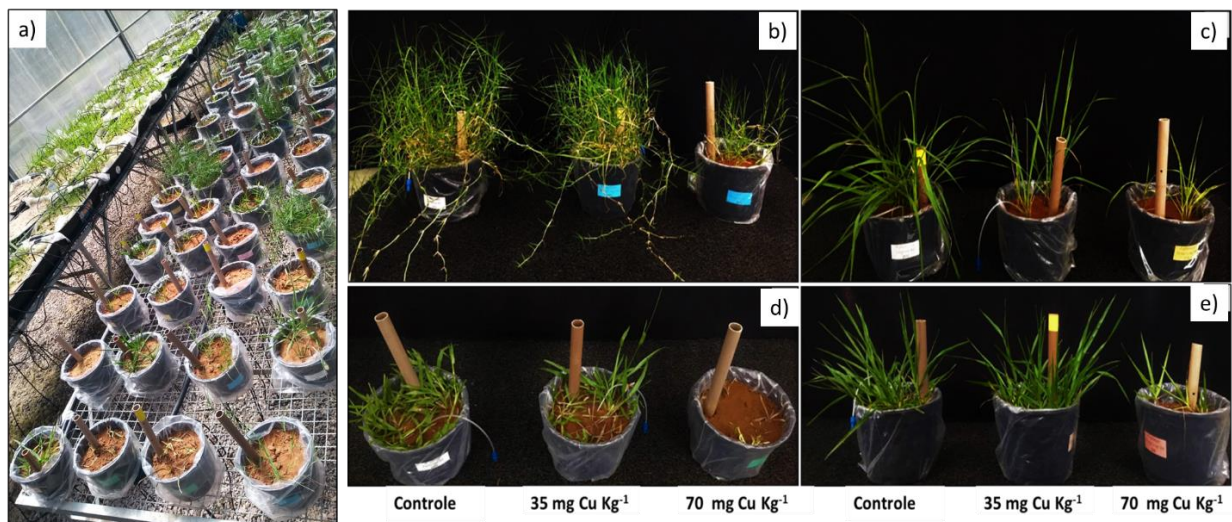 a)
b)
c)
d)
e)
Controle 35 mg Cu Kg⁻¹ 70 mg Cu Kg⁻¹ Controle 35 mg Cu Kg⁻¹ 70 mg Cu Kg⁻¹